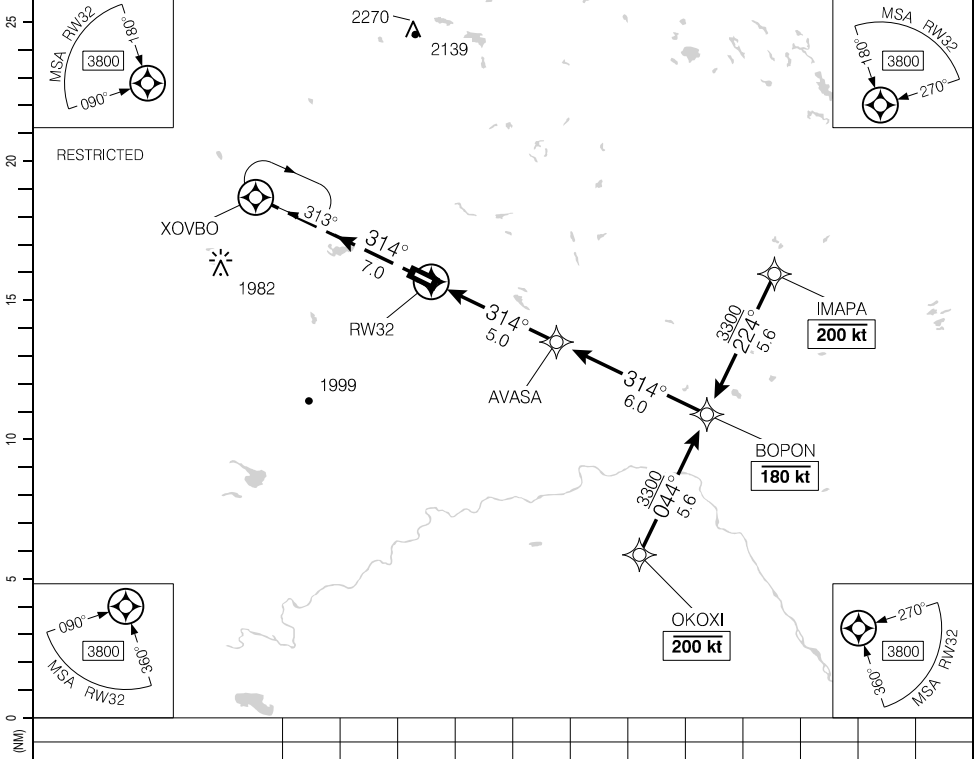 25
2270
2139
MSA RW32
180°
3800
090°
MSA RW32
180°
3800
270°
RESTRICTED
20
XOVBO
313°
314°
7.0
1982
RW32
15
314°
5.0
IMAPA
200 kt
3300
224°
5.6
AVASA
1999
314°
6.0
10
BOPON
180 kt
3300
044°
5.6
5
OKOXI
200 kt
090°
3800
360°
MSA RW32
270°
3800
360°
MSA RW32
0
(NM)